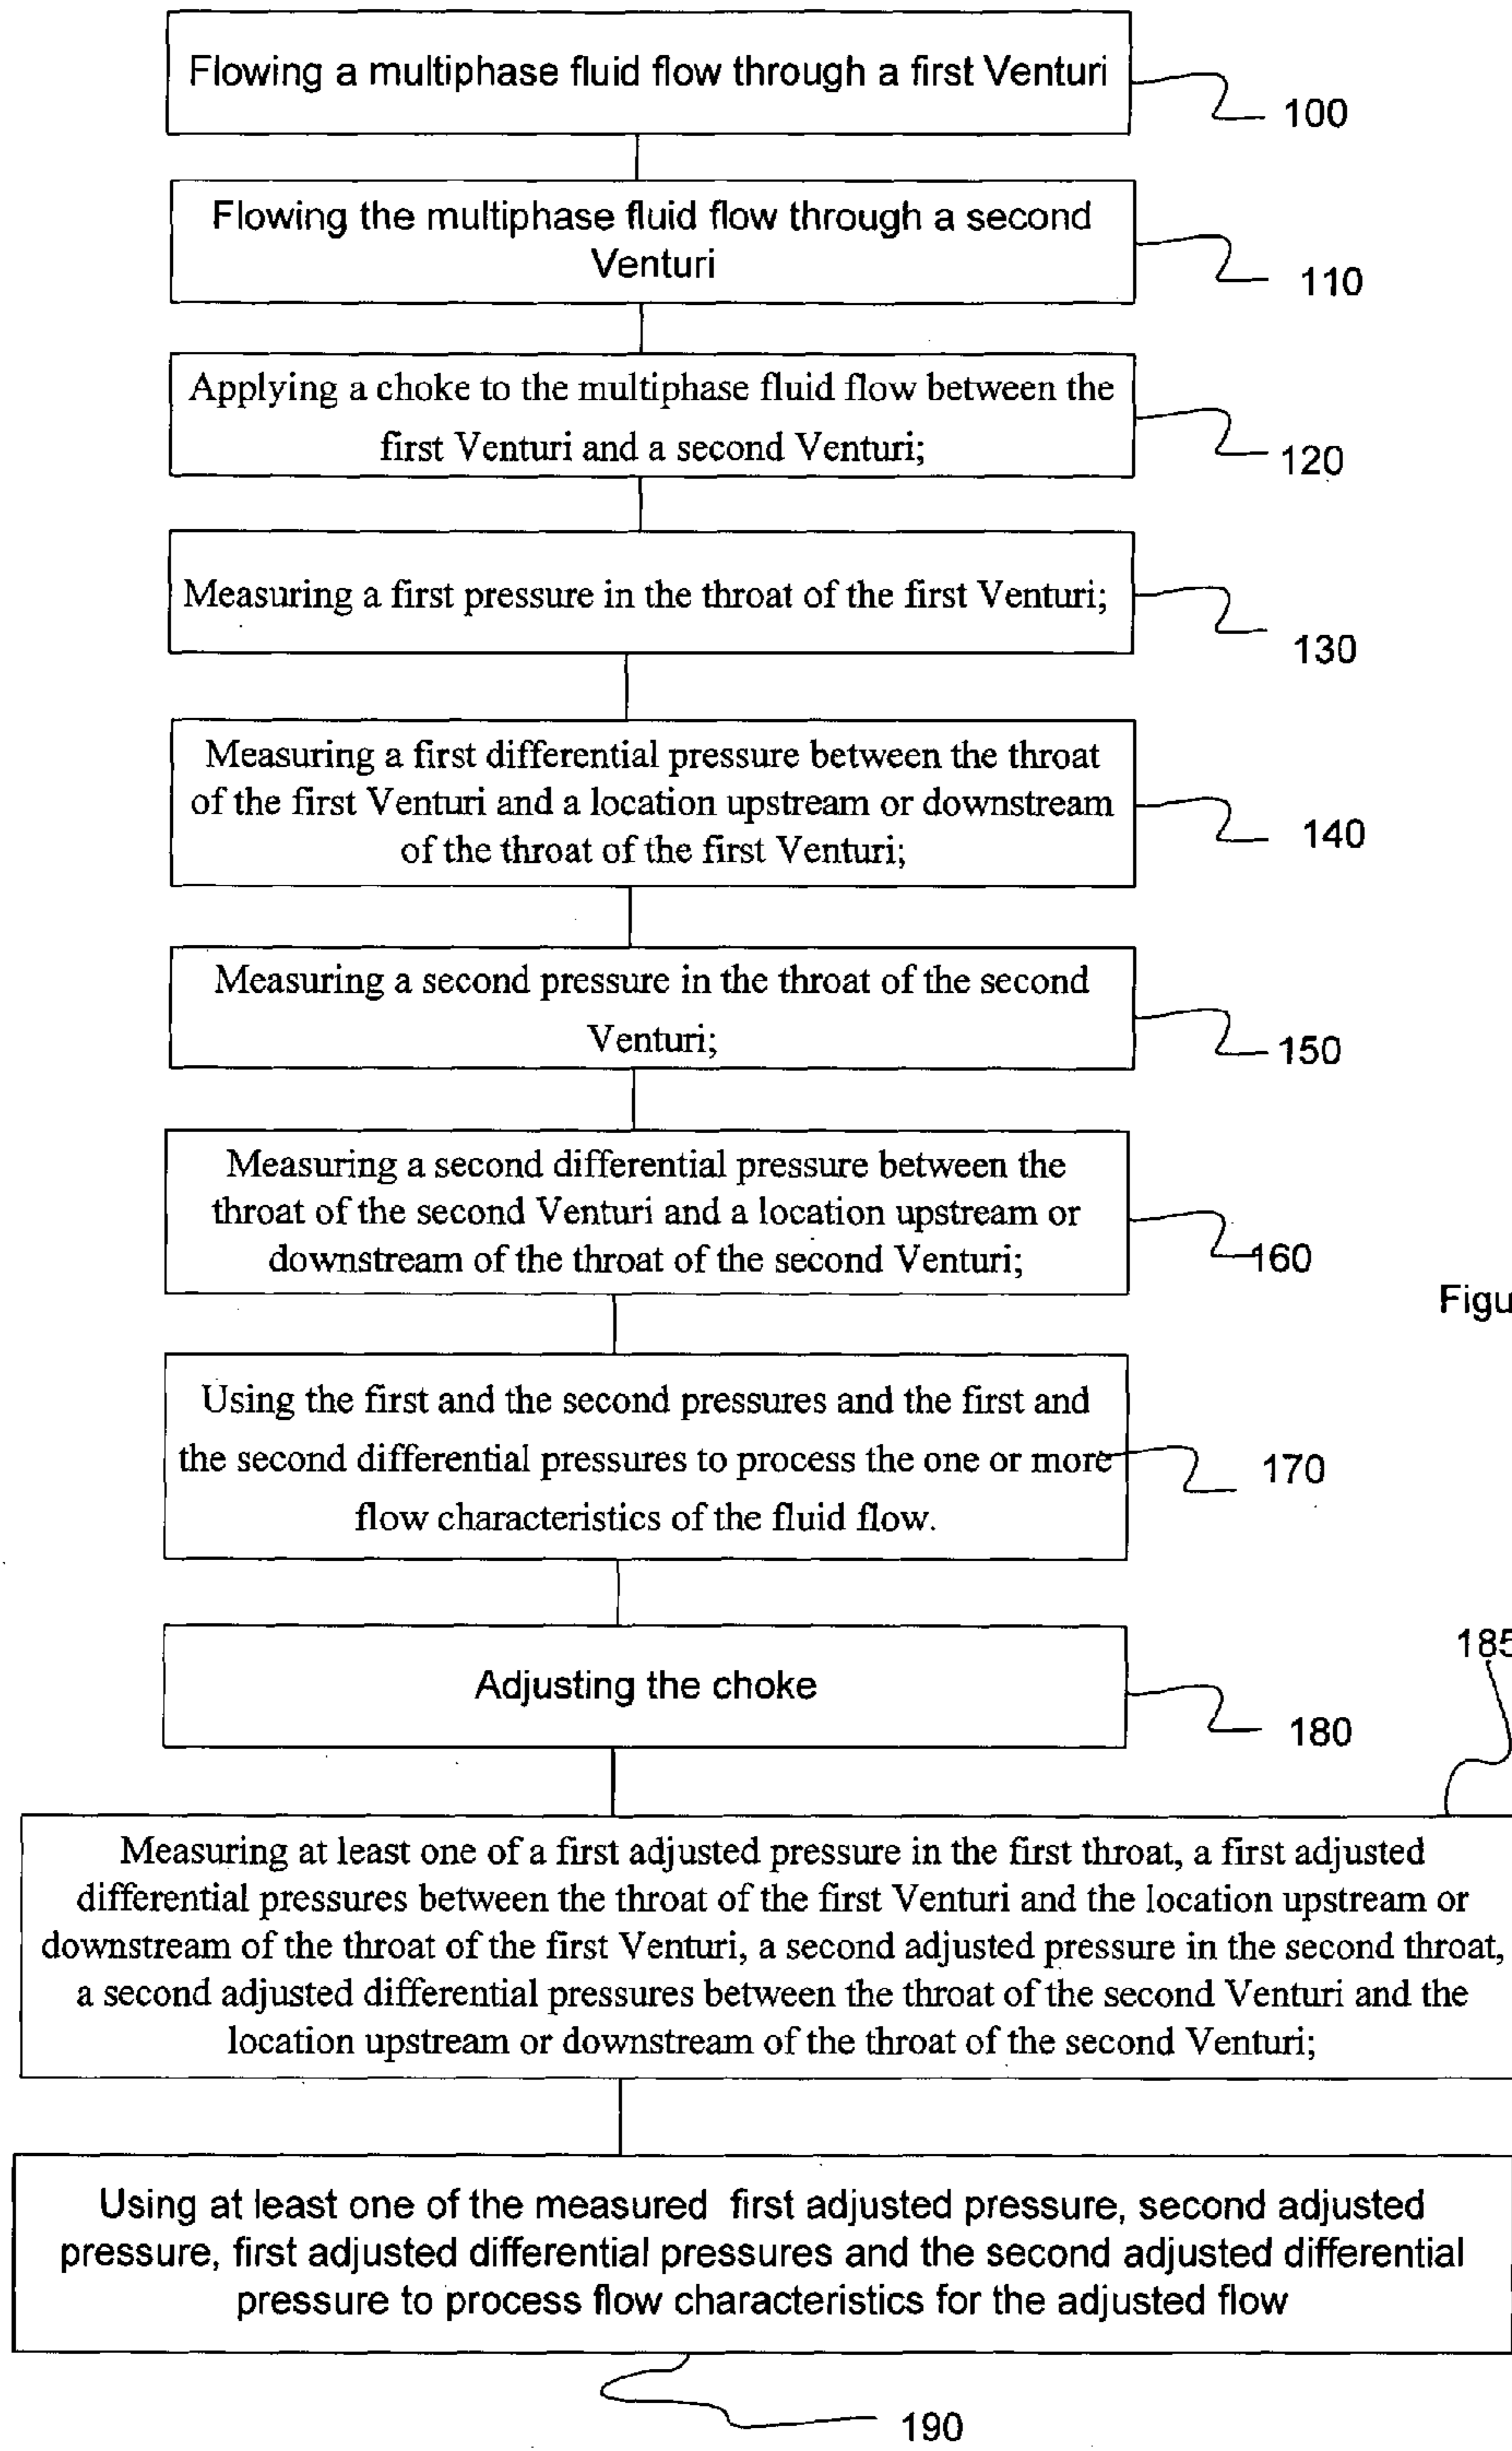 Flowing a multiphase fluid flow through a first Venturi
100
Flowing the multiphase fluid flow through a second
Venturi
110
Applying a choke to the multiphase fluid flow between the
first Venturi and a second Venturi;
120
Measuring a first pressure in the throat of the first Venturi;
130
Measuring a first differential pressure between the throat
of the first Venturi and a location upstream or downstream
of the throat of the first Venturi;
140
Measuring a second pressure in the throat of the second
Venturi;
150
Measuring a second differential pressure between the
throat of the second Venturi and a location upstream or
downstream of the throat of the second Venturi;
160
Figu
Using the first and the second pressures and the first and
the second differential pressures to process the one or more
flow characteristics of the fluid flow.
170
Adjusting the choke
180
185
Measuring at least one of a first adjusted pressure in the first throat, a first adjusted
differential pressures between the throat of the first Venturi and the location upstream or
downstream of the throat of the first Venturi, a second adjusted pressure in the second throat,
a second adjusted differential pressures between the throat of the second Venturi and the
location upstream or downstream of the throat of the second Venturi;
Using at least one of the measured first adjusted pressure, second adjusted
pressure, first adjusted differential pressures and the second adjusted differential
pressure to process flow characteristics for the adjusted flow
190